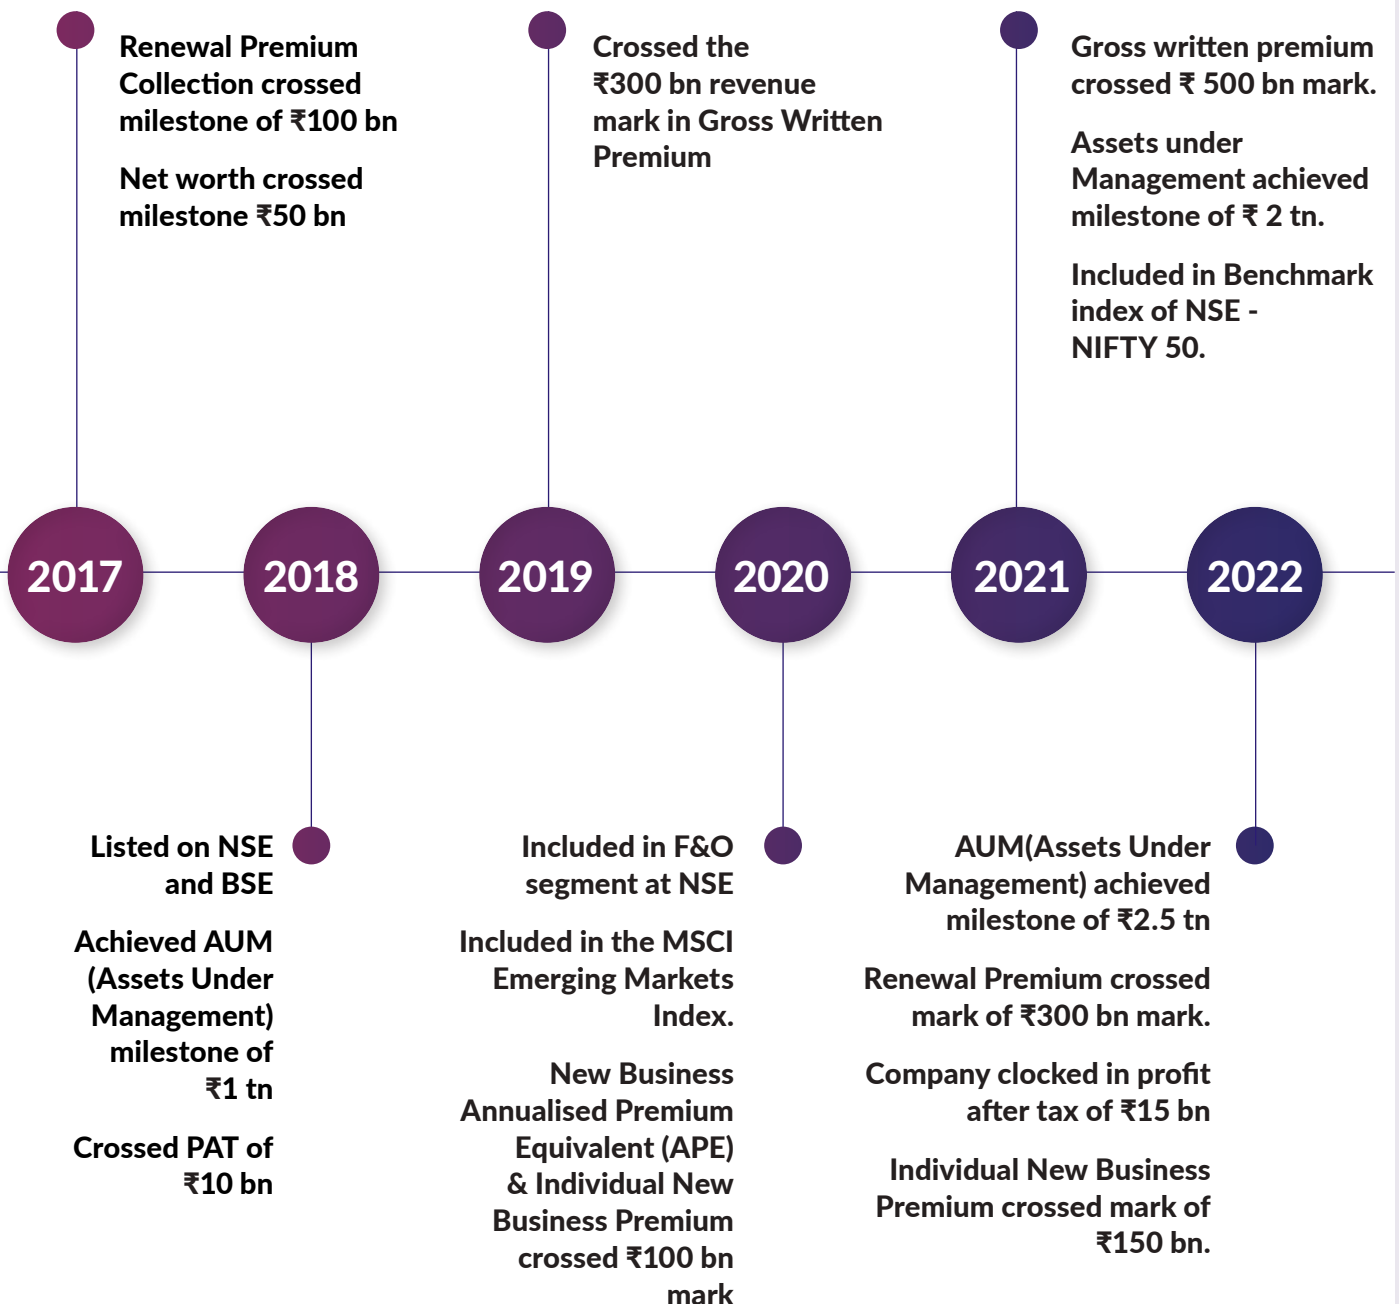 Renewal Premium
Collection crossed
milestone of ₹100 bn
Net worth crossed
milestone ₹50 bn
Crossed the
₹300 bn revenue
mark in Gross Written
Premium
Gross written premium
crossed ₹ 500 bn mark.
Assets under
Management achieved
milestone of ₹ 2 tn.
Included in Benchmark
index of NSE -
NIFTY 50.
2017
2018
2019
2020
2021
2022
Listed on NSE
and BSE
Achieved AUM
(Assets Under
Management)
milestone of
₹1 tn
Crossed PAT of
₹10 bn
Included in F&O
segment at NSE
Included in the MSCI
Emerging Markets
Index.
New Business
Annualised Premium
Equivalent (APE)
& Individual New
Business Premium
crossed ₹100 bn
mark
AUM(Assets Under
Management) achieved
milestone of ₹2.5 tn
Renewal Premium crossed
mark of ₹300 bn mark.
Company clocked in profit
after tax of ₹15 bn
Individual New Business
Premium crossed mark of
₹150 bn.